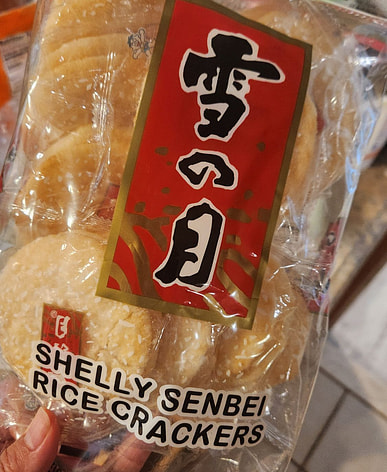 雪の月
SHELLY SENBEI
RICE CRACKERS